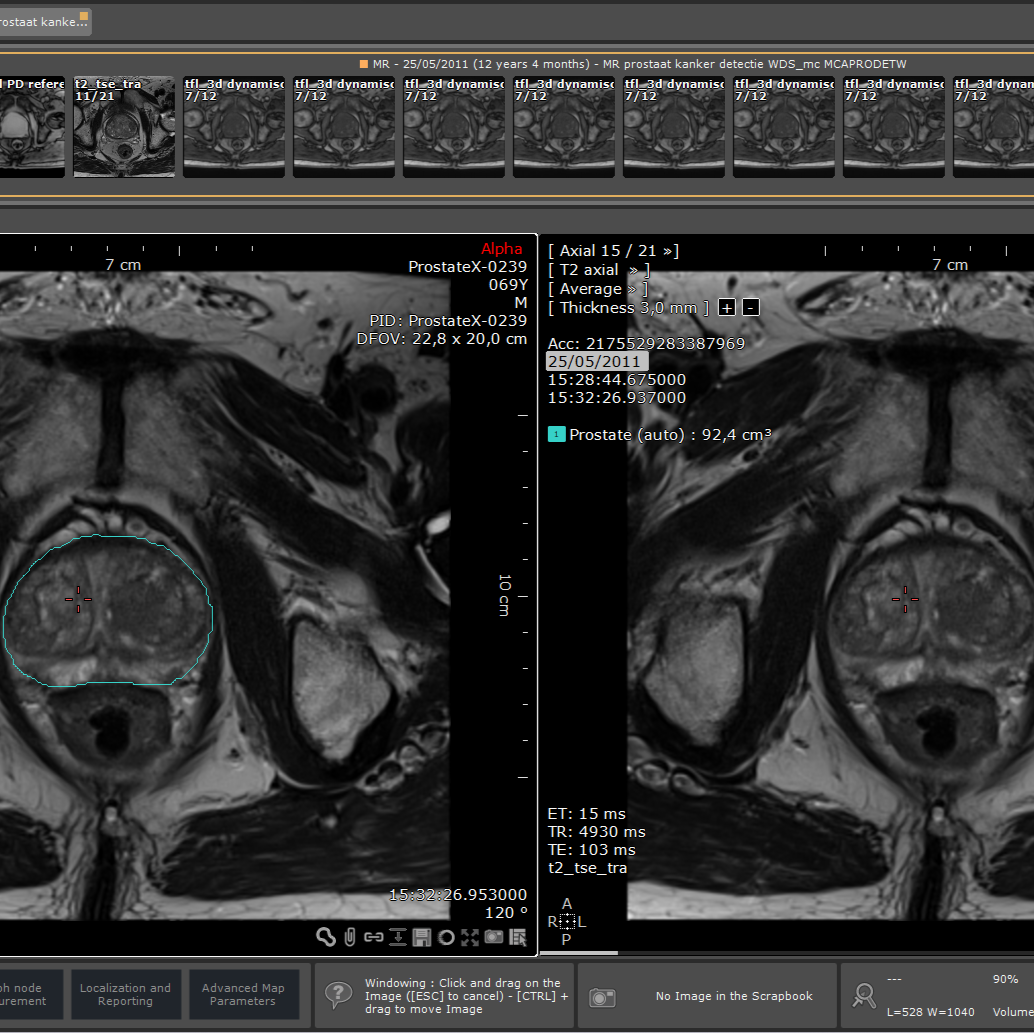 rostaat kanke...
MR - 25/05/2011 (12 years 4 months) - MR prostaat kanker detectie WDS_mc MCAPRODETW
PD refere
t2_tse_tra
11/21
tfl_3d dynamisc
7/12
tfl_3d dynamisc
7/12
tfl_3d dynamisc
7/12
tfl_3d dynamisc
7/12
tfl_3d dynamisc
7/12
tfl_3d dynamisc
7/12
tfl_3d dynamisc
7/12
tfl_3d dynam
7/12
7 cm
Alpha
ProstateX-0239
069Y
M
PID: ProstateX-0239
DFOV: 22,8 x 20,0 cm
10 cm
15:32:26.953000
120 °
[ Axial 15 / 21 »]
[ T2 axial » ]
[ Average » ]
[ Thickness 3,0 mm ] + -
7 cm
Acc: 2175529283387969
25/05/2011
15:28:44.675000
15:32:26.937000
1 Prostate (auto) : 92,4 cm³
ET: 15 ms
TR: 4930 ms
TE: 103 ms
t2_tse_tra
A
R L
P
ph node
urement
Localization and
Reporting
Advanced Map
Parameters
Windowing : Click and drag on the
Image ([ESC] to cancel) - [CTRL] +
drag to move Image
No Image in the Scrapbook
--- 90%
L=528 W=1040 Volume